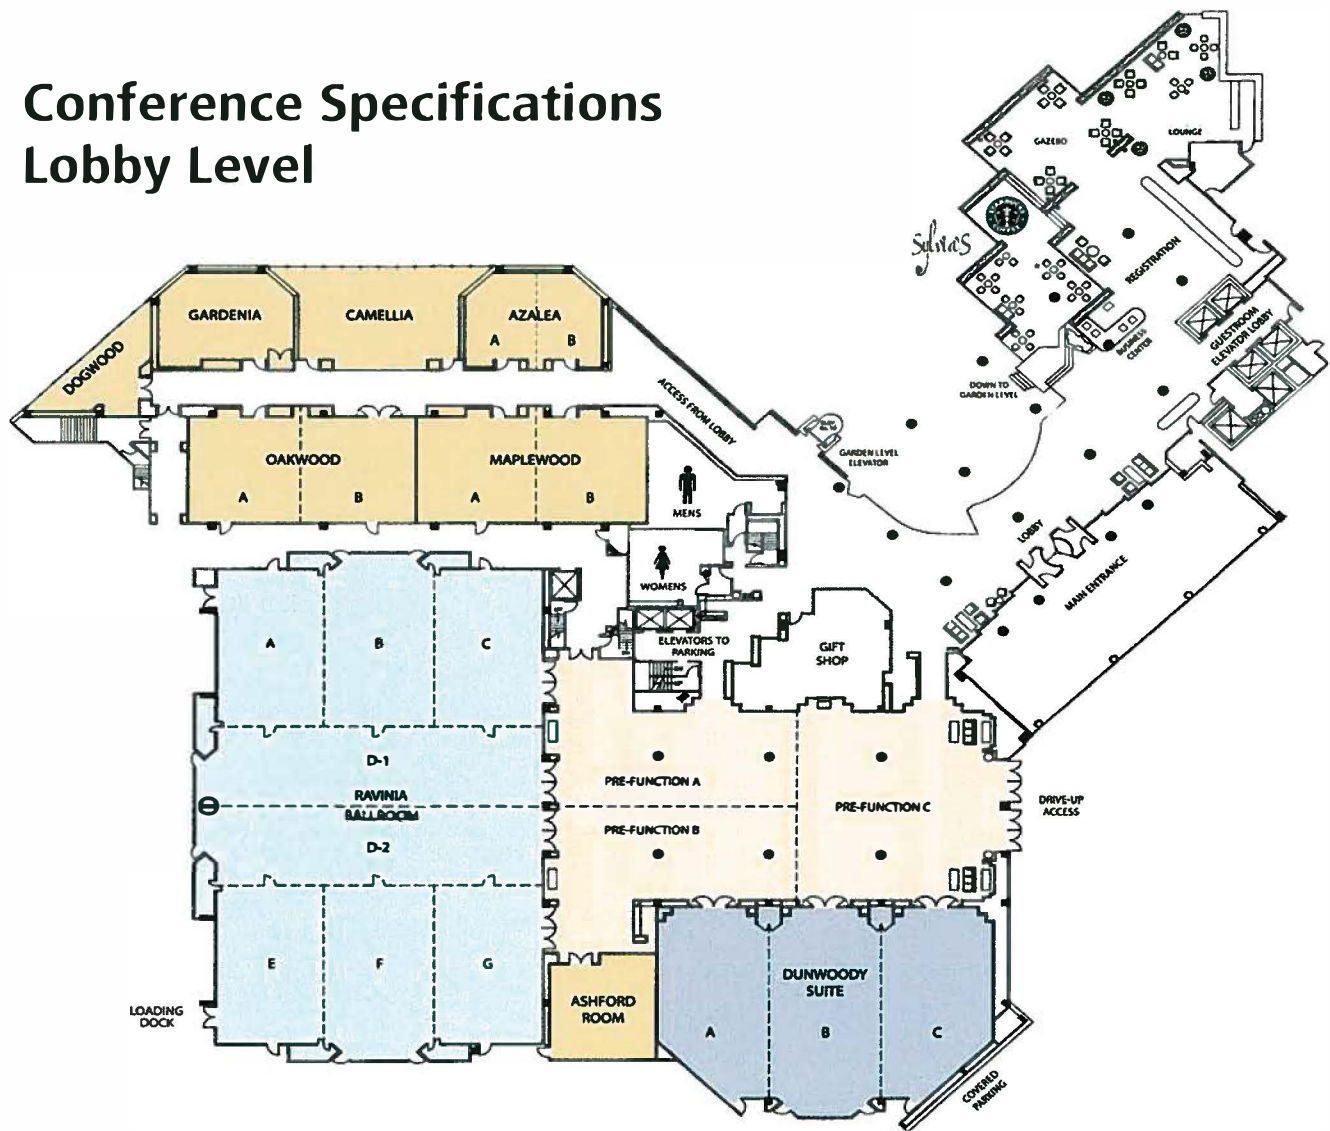 Conference Specifications
Lobby Level
GAZEBO
LOUNGE
Sylvia's
REGISTRATION
GUESTROOM
ELEVATOR LOBBY
BUSINESS
CENTER
DOWN TO
GARDEN LEVEL
GARDEN LEVEL
ELEVATOR
LOBBY
MAIN ENTRANCE
GARDENIA
CAMELLIA
AZALEA
A
B
DOGWOOD
ACCESS FROM LOBBY
OAKWOOD
A
B
MAPLEWOOD
A
B
MENS
WOMENS
ELEVATORS TO
PARKING
GIFT
SHOP
A
B
C
D-1
RAVINIA
BALLROOM
D-2
E
F
G
PRE-FUNCTION A
PRE-FUNCTION B
PRE-FUNCTION C
DRIVE-UP
ACCESS
LOADING
DOCK
ASHFORD
ROOM
DUNWOODY
SUITE
A
B
C
COVERED
PARKING